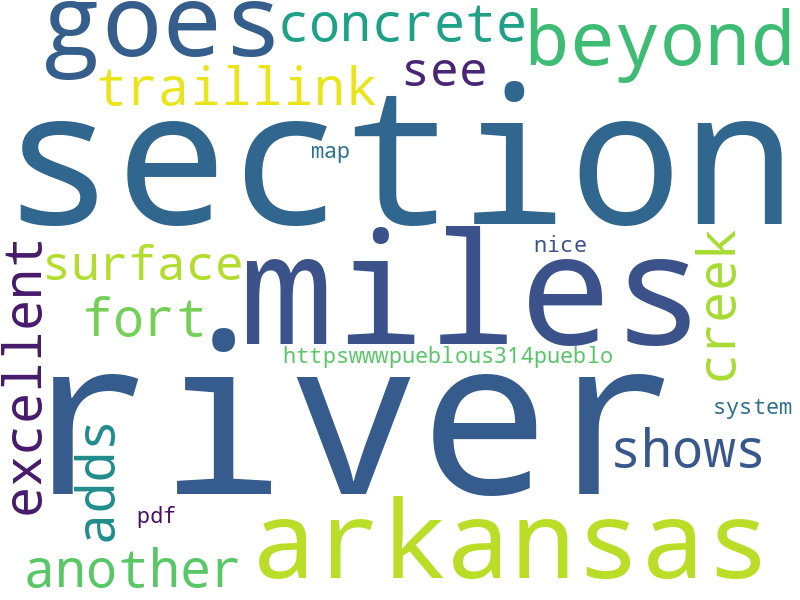 goes
concrete
beyond
traillink
see
section
map
excellent
surface
miles
nice
creek
fort
httpswwwpueblous314pueblo
river
adds
system
shows
pdf
arkansas
another